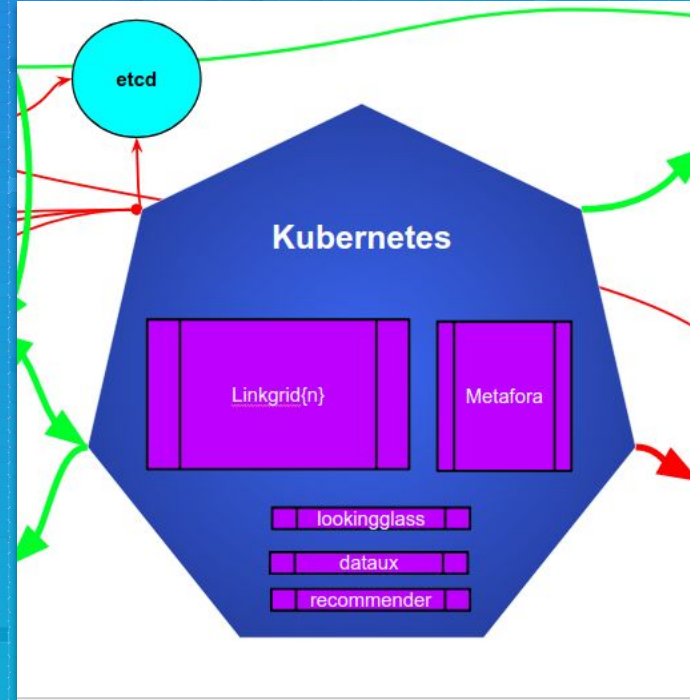 etcd
Kubernetes
Linkgrid{n}
Metafora
lookingglass
dataux
recommender